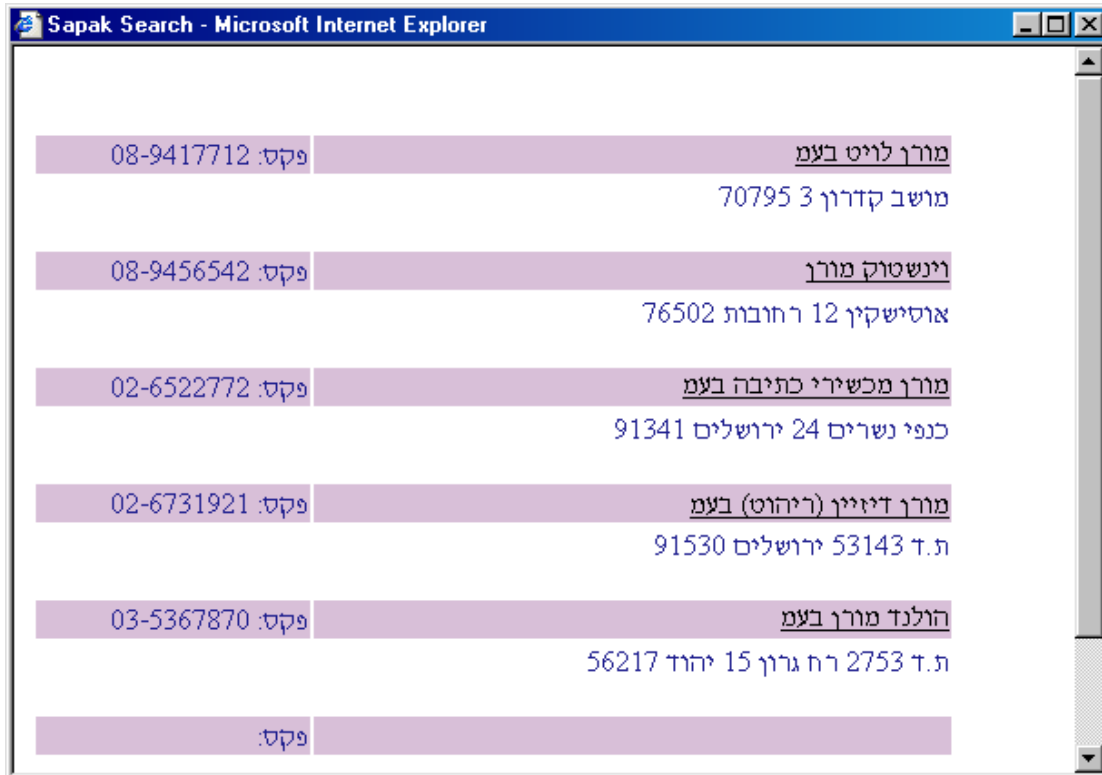 Sapak Search - Microsoft Internet Explorer
מורן לויט בעמ פקס: 08-9417712
מושב קדרון 3 70795
וינשטוק מורן פקס: 08-9456542
אוסישקין 12 רחובות 76502
מורן מכשירי כתיבה בעמ פקס: 02-6522772
כנפי נשרים 24 ירושלים 91341
מורן דיזיין (ריהוט) בעמ פקס: 02-6731921
ת.ד 53143 ירושלים 91530
הולנד מורן בעמ פקס: 03-5367870
ת.ד 2753 רח גרון 15 יהוד 56217
פקס: